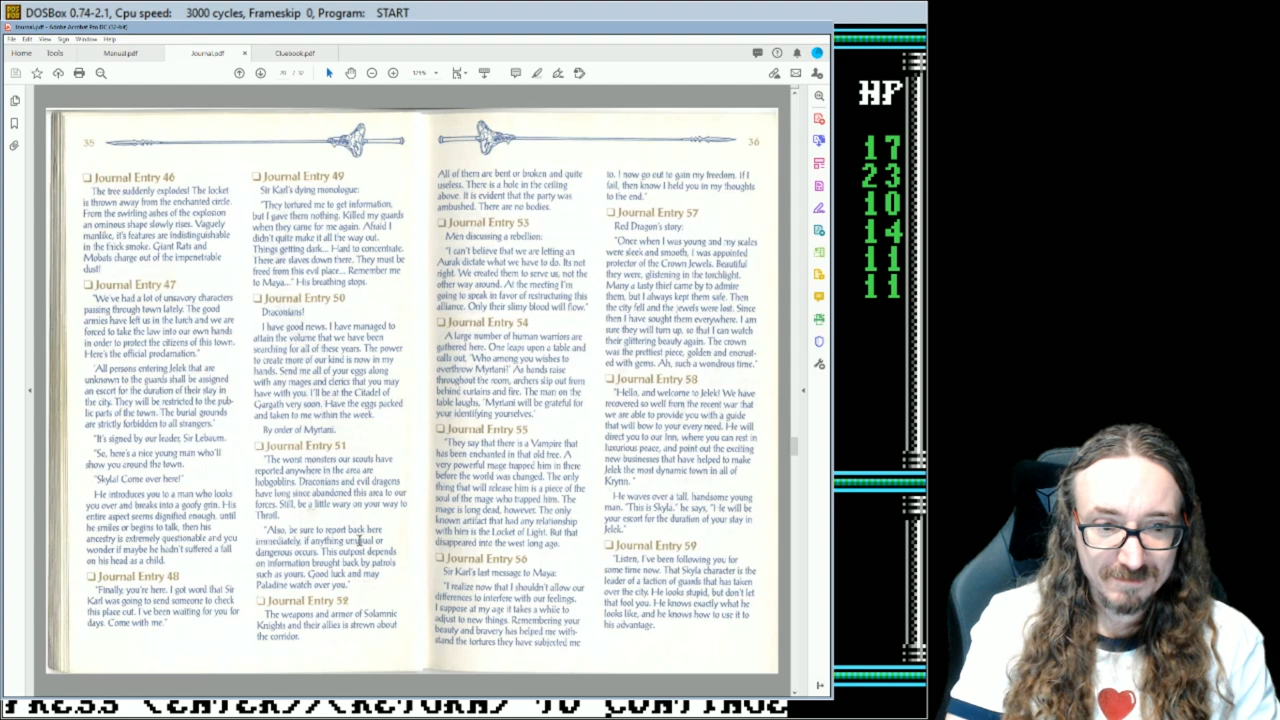 DOSBox 0.74-2.1, Cpu speed: 3000 cycles, Frameskip 0, Program: START
Journal.pdf - Adobe Acrobat Pro DC (32-bit)
File Edit View Sign Window Help
Home Tools Manual.pdf Journal.pdf × Cluebook.pdf
125%
35
❑ Journal Entry 46
The tree suddenly explodes! The locket
is thrown away from the enchanted circle.
From the swirling ashes of the explosion
an ominous shape slowly rises. Vaguely
manlike, it's features are indistinguishable
in the thick smoke. Giant Rats and
Mobats charge out of the impenetrable
dust!
❑ Journal Entry 47
"We've had a lot of unsavory characters
passing through town lately. The good
armies have left us in the lurch and we are
forced to take the law into our own hands
in order to protect the citizens of this town.
Here's the official proclamation."
'All persons entering Jelek that are
unknown to the guards shall be assigned
an escort for the duration of their stay in
the city. They will be restricted to the pub-
lic parts of the town. The burial grounds
are strictly forbidden to all strangers.'
"It's signed by our leader, Sir Lebaum.
"So, here's a nice young man who'll
show you around the town.
"Skyla! Come over here!"
He introduces you to a man who looks
you over and breaks into a goofy grin. His
entire aspect seems dignified enough, until
he smiles or begins to talk, then his
ancestry is extremely questionable and you
wonder if maybe he hadn't suffered a fall
on his head as a child.
❑ Journal Entry 48
"Finally, you're here. I got word that Sir
Karl was going to send someone to check
this place out. I've been waiting for you for
days. Come with me."
❑ Journal Entry 49
Sir Karl's dying monologue:
"They tortured me to get information,
but I gave them nothing. Killed my guards
when they came for me again. Afraid I
didn't quite make it all the way out.
Things getting dark... Hard to concentrate.
There are slaves down there. They must be
freed from this evil place... Remember me
to Maya..." His breathing stops.
❑ Journal Entry 50
Draconians!
I have good news. I have managed to
attain the volume that we have been
searching for all of these years. The power
to create more of our kind is now in my
hands. Send me all of your eggs along
with any mages and clerics that you may
have with you. I'll be at the Citadel of
Gargath very soon. Have the eggs packed
and taken to me within the week.
By order of Myrtani.
❑ Journal Entry 51
"The worst monsters our scouts have
reported anywhere in the area are
hobgoblins. Draconians and evil dragons
have long since abandoned this area to our
forces. Still, be a little wary on your way to
Throtl.
"Also, be sure to report back here
immediately, if anything unusual or
dangerous occurs. This outpost depends
on information brought back by patrols
such as yours. Good luck and may
Paladine watch over you."
❑ Journal Entry 52
The weapons and armor of Solamnic
Knights and their allies is strewn about
the corridor.
36
All of them are bent or broken and quite
useless. There is a hole in the ceiling
above. It is evident that the party was
ambushed. There are no bodies.
❑ Journal Entry 53
Men discussing a rebellion:
"I can't believe that we are letting an
Aurak dictate what we have to do. Its not
right. We created them to serve us, not the
other way around. At the meeting I'm
going to speak in favor of restructuring this
alliance. Only their slimy blood will flow."
❑ Journal Entry 54
A large number of human warriors are
gathered here. One leaps upon a table and
calls out, 'Who among you wishes to
overthrow Myrtani?' As hands raise
throughout the room, archers slip out from
behind curtains and fire. The man on the
table laughs, 'Myrtani will be grateful for
your identifying yourselves.'
❑ Journal Entry 55
"They say that there is a Vampire that
has been enchanted in that old tree. A
very powerful mage trapped him in there
before the world was changed. The only
thing that will release him is a piece of the
soul of the mage who trapped him. The
mage is long dead, however. The only
known artifact that had any relationship
with him is the Locket of Light. But that
disappeared into the west long ago.
❑ Journal Entry 56
Sir Karl's last message to Maya:
"I realize now that I shouldn't allow our
differences to interfere with our feelings.
I suppose at my age it takes a while to
adjust to new things. Remembering your
beauty and bravery has helped me with-
stand the tortures they have subjected me
to. I now go out to gain my freedom. If I
fail, then know I held you in my thoughts
to the end."
❑ Journal Entry 57
Red Dragon's story:
"Once when I was young and my scales
were sleek and smooth, I was appointed
protector of the Crown Jewels. Beautiful
they were, glistening in the torchlight.
Many a tasty thief came by to admire
them, but I always kept them safe. Then
the city fell and the jewels were lost. Since
then I have sought them everywhere. I am
sure they will turn up, so that I can watch
their glittering beauty again. The crown
was the prettiest piece, golden and encrust-
ed with gems. Ah, such a wondrous time."
❑ Journal Entry 58
"Hello, and welcome to Jelek! We have
recovered so well from the recent war that
we are able to provide you with a guide
that will bow to your every need. He will
direct you to our Inn, where you can rest in
luxurious peace, and point out the exciting
new businesses that have helped to make
Jelek the most dynamic town in all of
Krynn. "
He waves over a tall, handsome young
man. "This is Skyla," he says, "He will be
your escort for the duration of your stay in
Jelek."
❑ Journal Entry 59
"Listen, I've been following you for
some time now. That Skyla character is the
leader of a faction of guards that has taken
over the city. He looks stupid, but don't let
that fool you. He knows exactly what he
looks like, and he knows how to use it to
his advantage.
HP
17
23
10
14
11
11
PRESS <ENTER>/<RETURN> TO CONTINUE